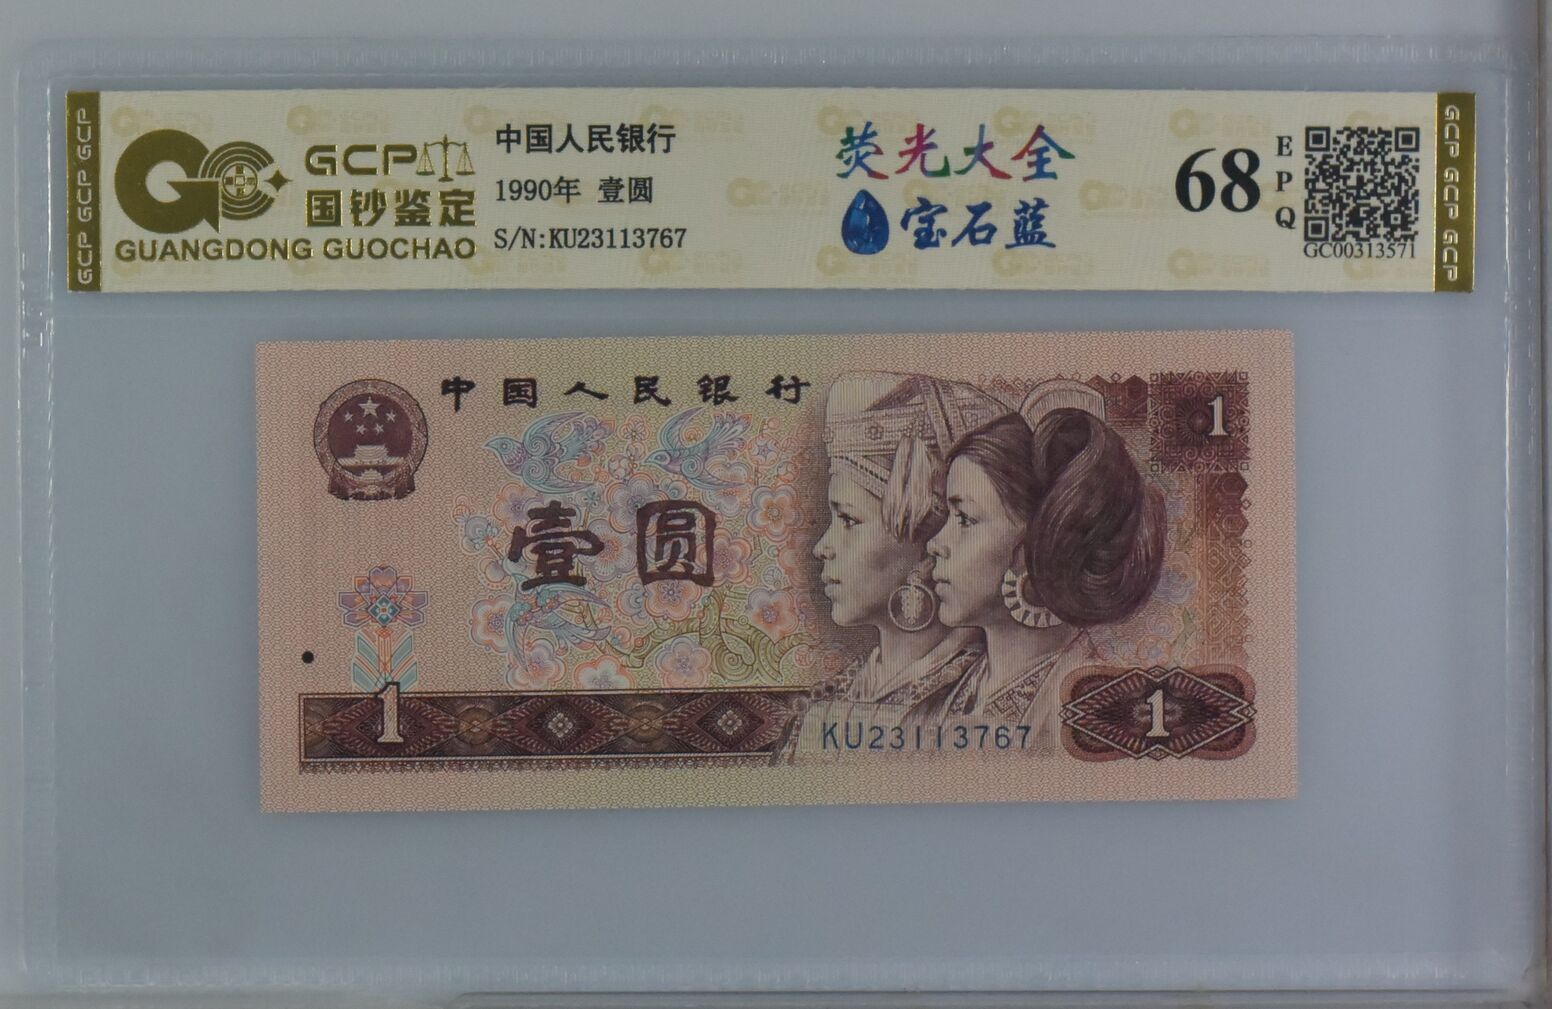 GCP GCP GCP
GCP
国钞鉴定
GUANGDONG GUOCHAO
中国人民银行
1990年 壹圆
S/N:KU23113767
荧光大全
宝石蓝
68
EPQ
GC00313571
GCP GCP GCP
中国人民银行
1
壹圆
1
1
KU23113767